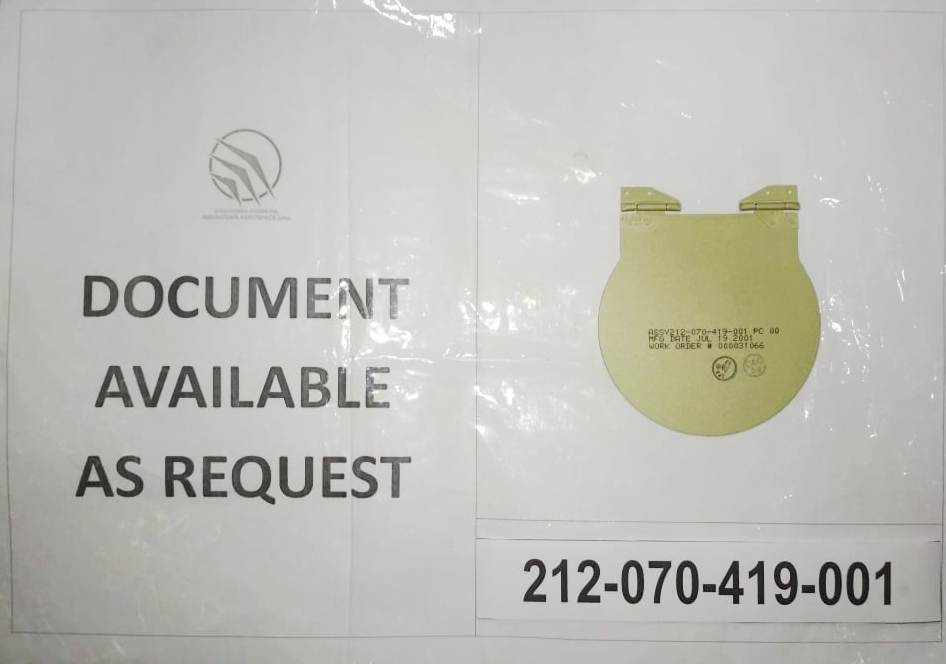 DOCUMENT
AVAILABLE
AS REQUEST
ASSY212-070-419-001 PC 00
MFG DATE JUL 19 2001
WORK ORDER # 000031066
212-070-419-001